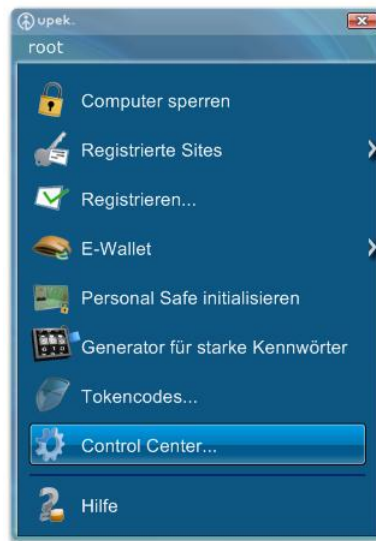 upek.
root
Computer sperren
Registrierte Sites
Registrieren...
E-Wallet
Personal Safe initialisieren
Generator für starke Kennwörter
Tokencodes...
Control Center...
Hilfe